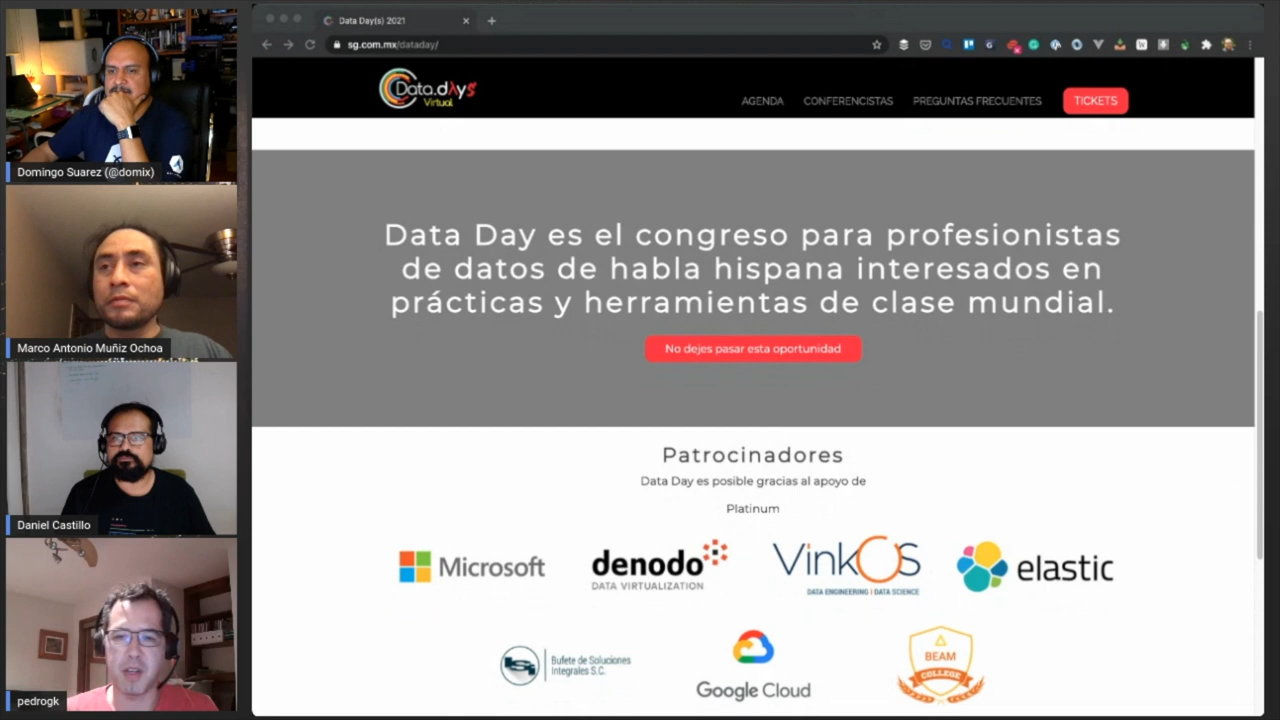 Data Day(s) 2021
sg.com.mx/dataday/
Data.dAys
Virtual
AGENDA
CONFERENCISTAS
PREGUNTAS FRECUENTES
TICKETS
Data Day es el congreso para profesionistas
de datos de habla hispana interesados en
prácticas y herramientas de clase mundial.
No dejes pasar esta oportunidad
Patrocinadores
Data Day es posible gracias al apoyo de
Platinum
Microsoft
denodo
DATA VIRTUALIZATION
VinkOS
DATA ENGINEERING | DATA SCIENCE
elastic
Bufete de Soluciones
Integrales S.C.
Google Cloud
BEAM
COLLEGE
Domingo Suarez (@domix)
Marco Antonio Muñiz Ochoa
Daniel Castillo
pedrogk